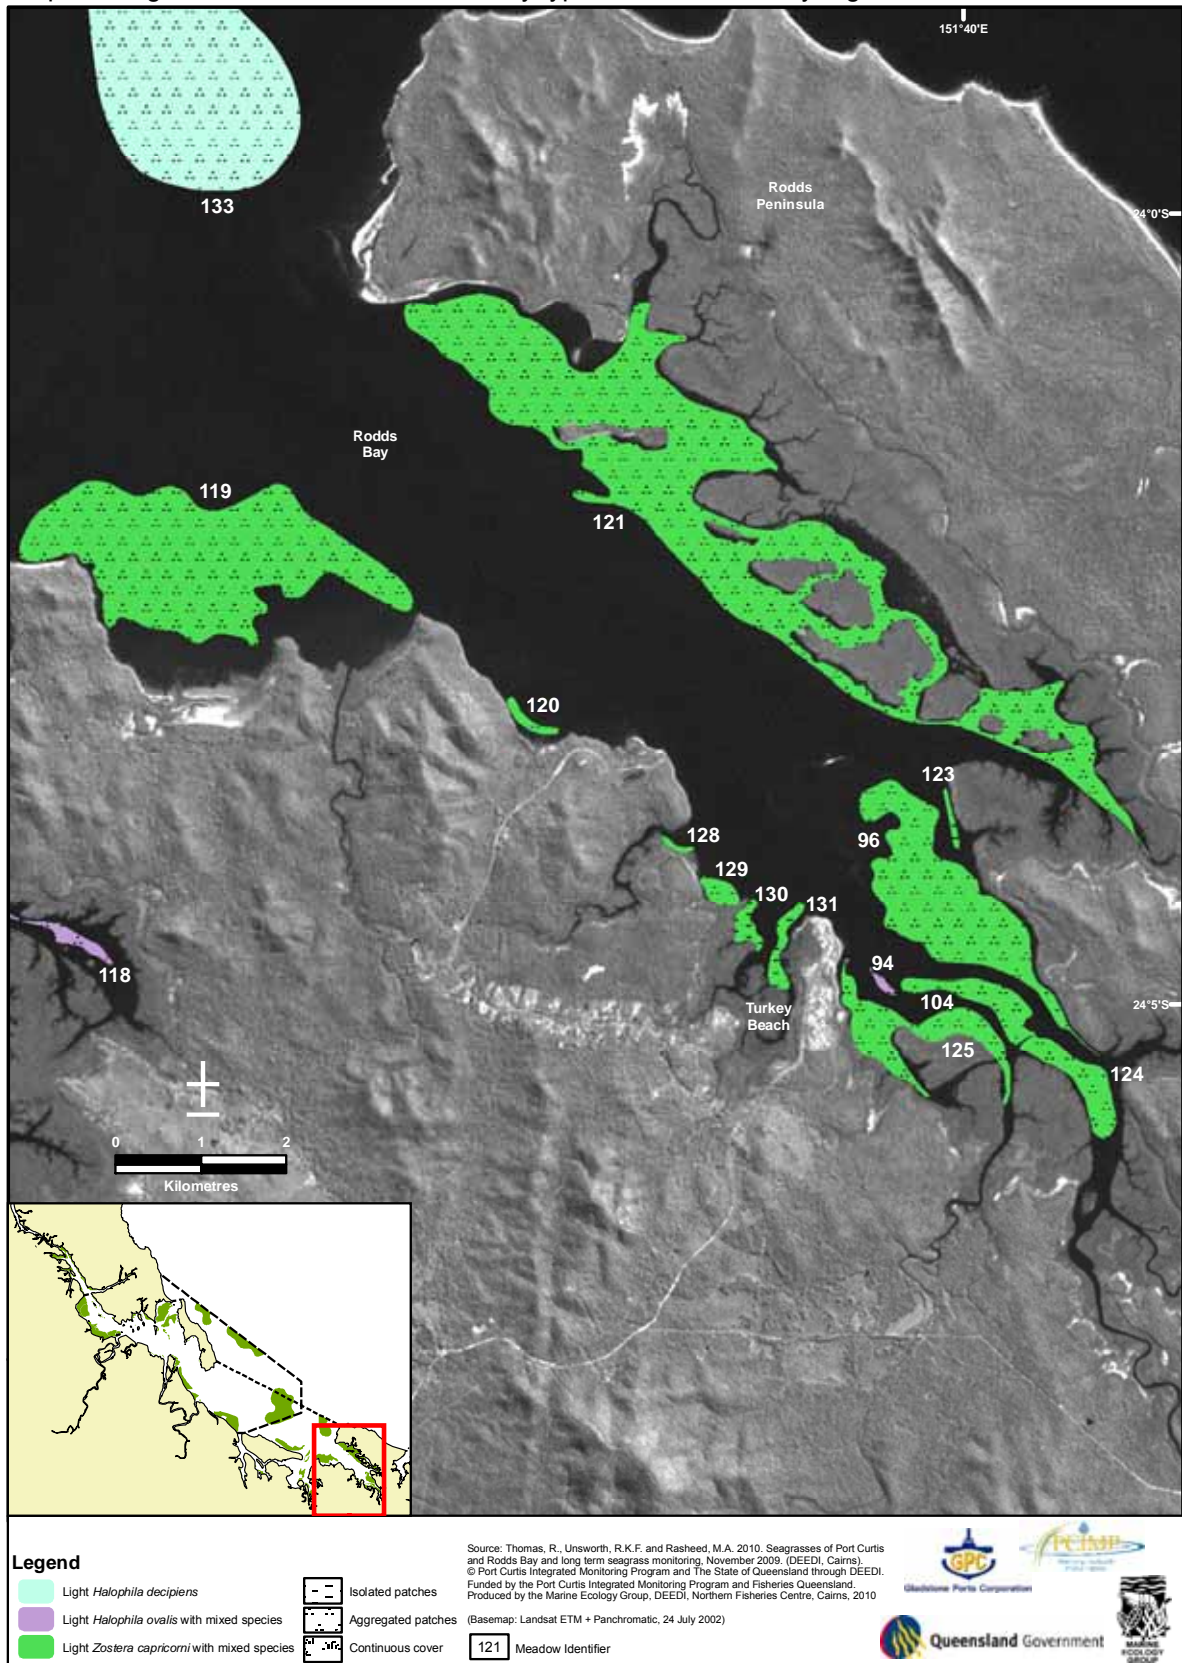 151°40'E
Rodds
Peninsula
24°0'S
133
Rodds
Bay
119
121
120
123
96
128
129
130
131
94
118
104
Turkey
Beach
24°5'S
125
124
0 1 2
Kilometres
Legend
Light Halophila decipiens
Light Halophila ovalis with mixed species
Light Zostera capricorni with mixed species
Isolated patches
Aggregated patches
Continuous cover
Source: Thomas, R., Unsworth, R.K.F. and Rasheed, M.A. 2010. Seagrasses of Port Curtis
and Rodds Bay and long term seagrass monitoring, November 2009. (DEEDI, Cairns).
© Port Curtis Integrated Monitoring Program and The State of Queensland through DEEDI.
Funded by the Port Curtis Integrated Monitoring Program and Fisheries Queensland.
Produced by the Marine Ecology Group, DEEDI, Northern Fisheries Centre, Cairns, 2010
(Basemap: Landsat ETM + Panchromatic, 24 July 2002)
121 Meadow Identifier
GPC
Gladstone Ports Corporation
PCIMP
Queensland Government
MARINE
ECOLOGY
GROUP